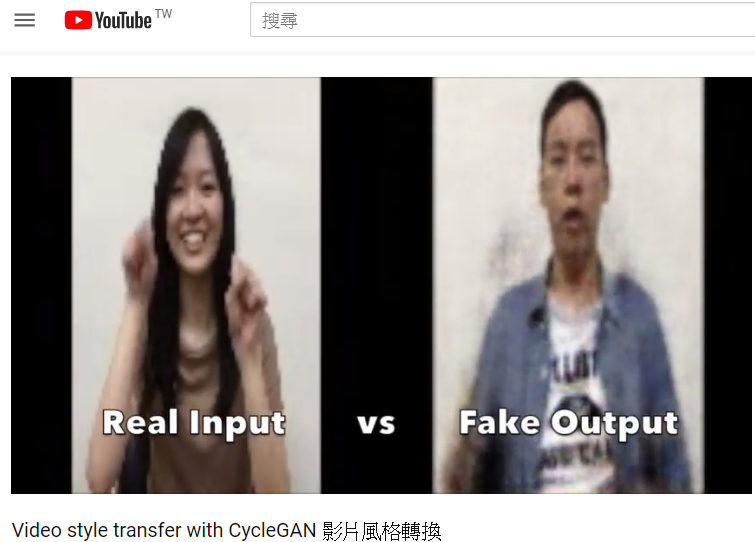 YouTube TW
搜尋
Real Input vs Fake Output
Video style transfer with CycleGAN 影片風格轉換